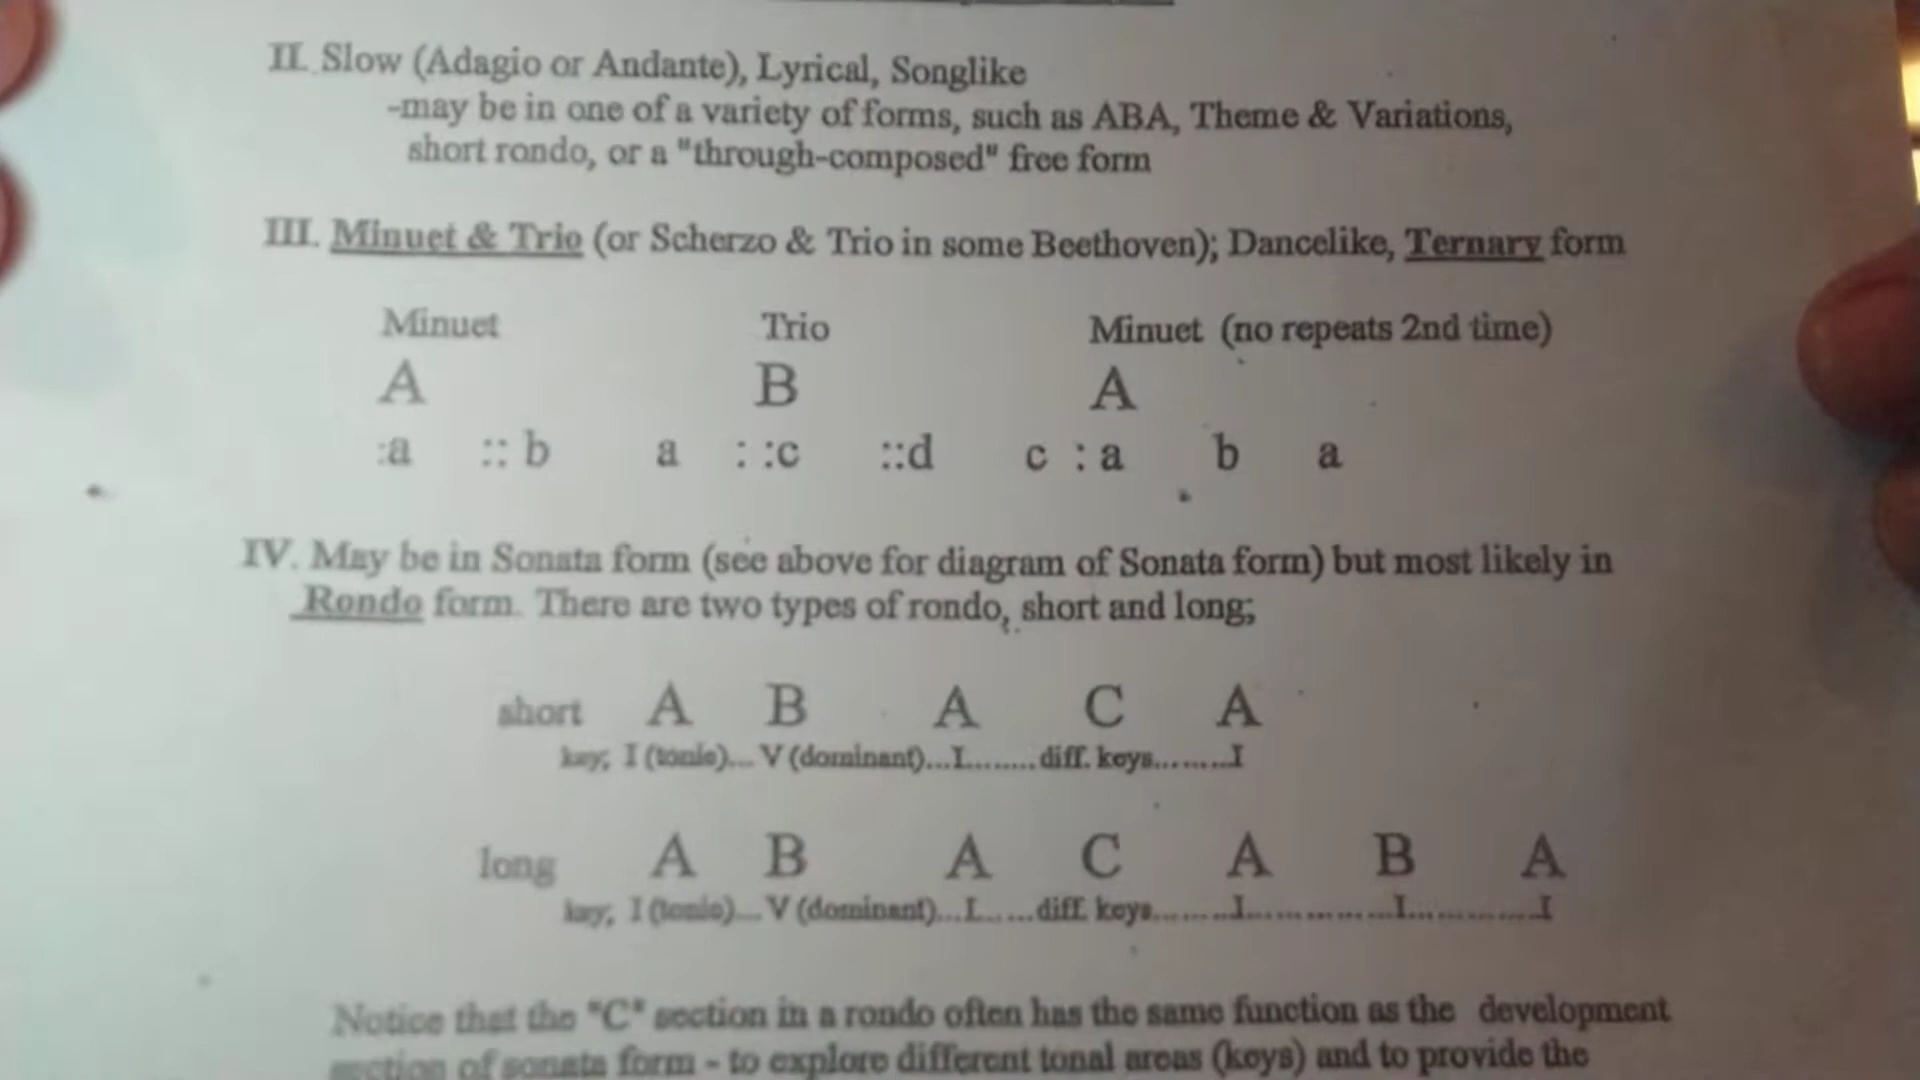 II. Slow (Adagio or Andante), Lyrical, Songlike
-may be in one of a variety of forms, such as ABA, Theme & Variations,
short rondo, or a "through-composed" free form
III. Minuet & Trio (or Scherzo & Trio in some Beethoven); Dancelike, Ternary form
Minuet Trio Minuet (no repeats 2nd time)
A B A
:a :: b a : :c ::d c : a b a
IV. May be in Sonata form (see above for diagram of Sonata form) but most likely in
Rondo form. There are two types of rondo, short and long;
short A B A C A
key; I (tonic)... V (dominant)...I........diff. keys........I
long A B A C A B A
key; I (tonic)... V (dominant)...I......diff. keys........I..............I............I
Notice that the "C" section in a rondo often has the same function as the development
section of sonata form - to explore different tonal areas (keys) and to provide the